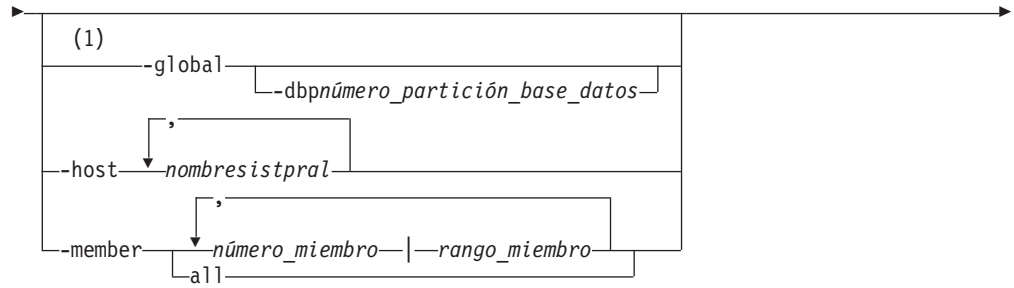 (1)
-global
-dbpnúmero_partición_base_datos
,
-host nombresistpral
,
-member número_miembro | rango_miembro
all